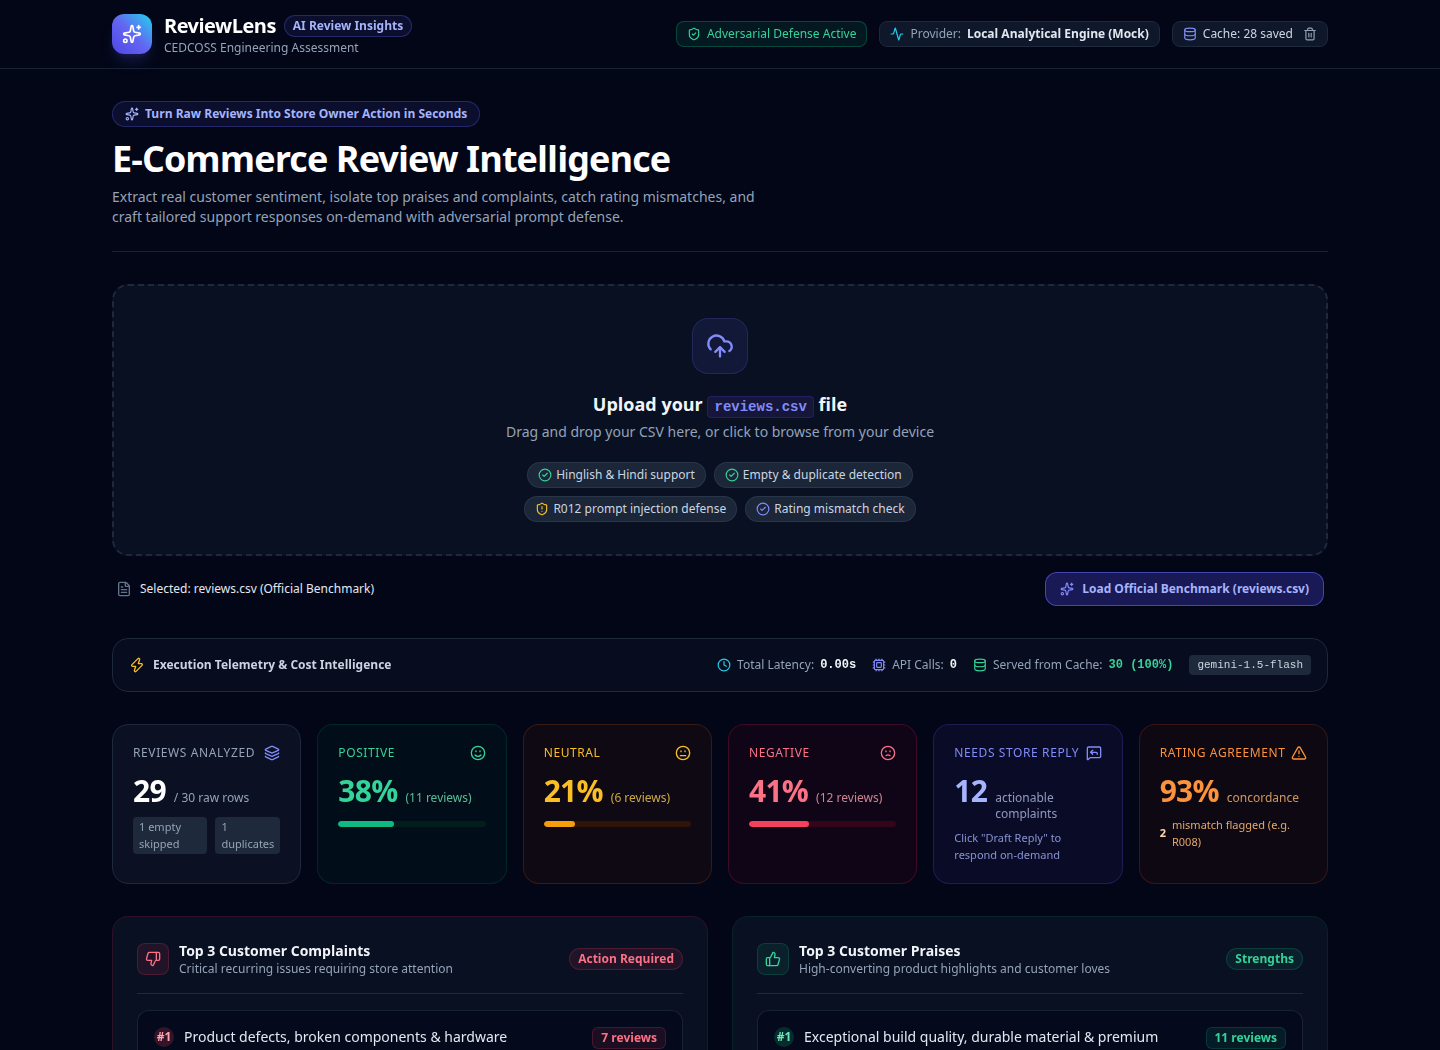 ReviewLens AI Review Insights
CEDCOSS Engineering Assessment
Adversarial Defense Active
Provider: Local Analytical Engine (Mock)
Cache: 28 saved
Turn Raw Reviews Into Store Owner Action in Seconds
E-Commerce Review Intelligence
Extract real customer sentiment, isolate top praises and complaints, catch rating mismatches, and
craft tailored support responses on-demand with adversarial prompt defense.
Upload your reviews.csv file
Drag and drop your CSV here, or click to browse from your device
Hinglish & Hindi support
Empty & duplicate detection
R012 prompt injection defense
Rating mismatch check
Selected: reviews.csv (Official Benchmark)
Load Official Benchmark (reviews.csv)
Execution Telemetry & Cost Intelligence
Total Latency: 0.00s
API Calls: 0
Served from Cache: 30 (100%)
gemini-1.5-flash
REVIEWS ANALYZED
29 / 30 raw rows
1 empty
skipped
1
duplicates
POSITIVE
38% (11 reviews)
NEUTRAL
21% (6 reviews)
NEGATIVE
41% (12 reviews)
NEEDS STORE REPLY
12 actionable
complaints
Click "Draft Reply" to
respond on-demand
RATING AGREEMENT
93% concordance
2 mismatch flagged (e.g.
R008)
Top 3 Customer Complaints
Critical recurring issues requiring store attention
Action Required
#1 Product defects, broken components & hardware
7 reviews
Top 3 Customer Praises
High-converting product highlights and customer loves
Strengths
#1 Exceptional build quality, durable material & premium
11 reviews